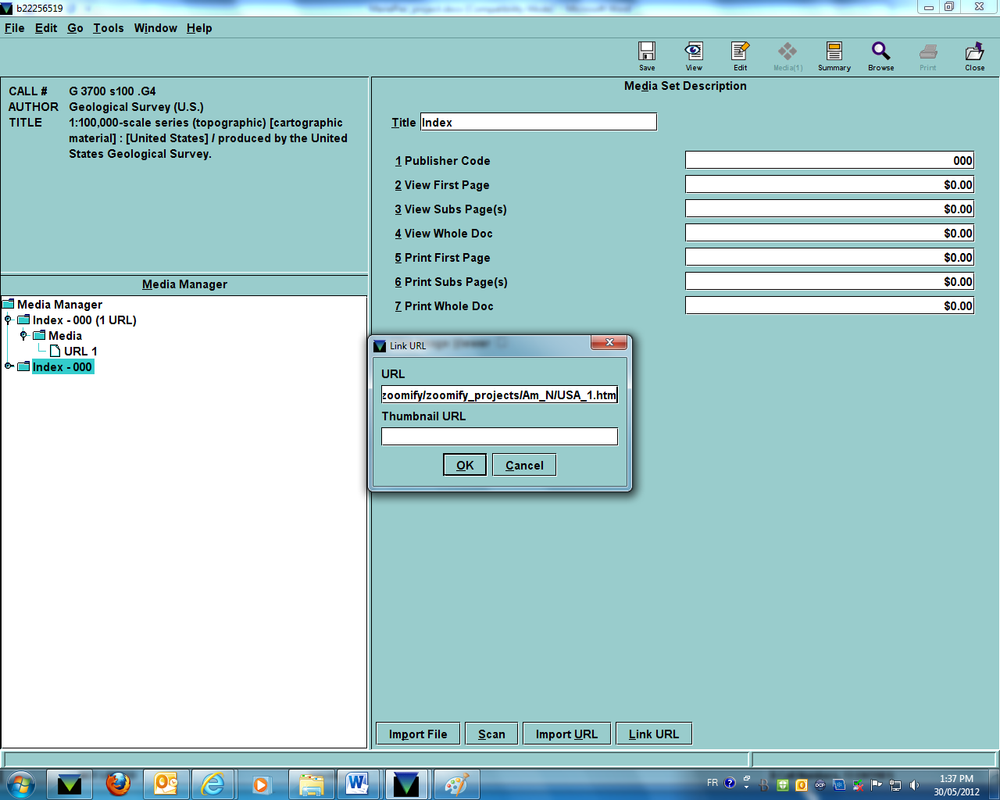 b22256519
File Edit Go Tools Window Help
Save View Edit Media(1) Summary Browse Print Close
CALL # G 3700 s100 .G4
AUTHOR Geological Survey (U.S.)
TITLE 1:100,000-scale series (topographic) [cartographic
material] : [United States] / produced by the United
States Geological Survey.
Media Set Description
Title Index
1 Publisher Code 000
2 View First Page $0.00
3 View Subs Page(s) $0.00
4 View Whole Doc $0.00
5 Print First Page $0.00
6 Print Subs Page(s) $0.00
7 Print Whole Doc $0.00
Media Manager
Media Manager
Index - 000 (1 URL)
Media
URL 1
Index - 000
Link URL
URL
zoomify/zoomify_projects/Am_N/USA_1.htm
Thumbnail URL
OK Cancel
Import File Scan Import URL Link URL
FR
1:37 PM
30/05/2012